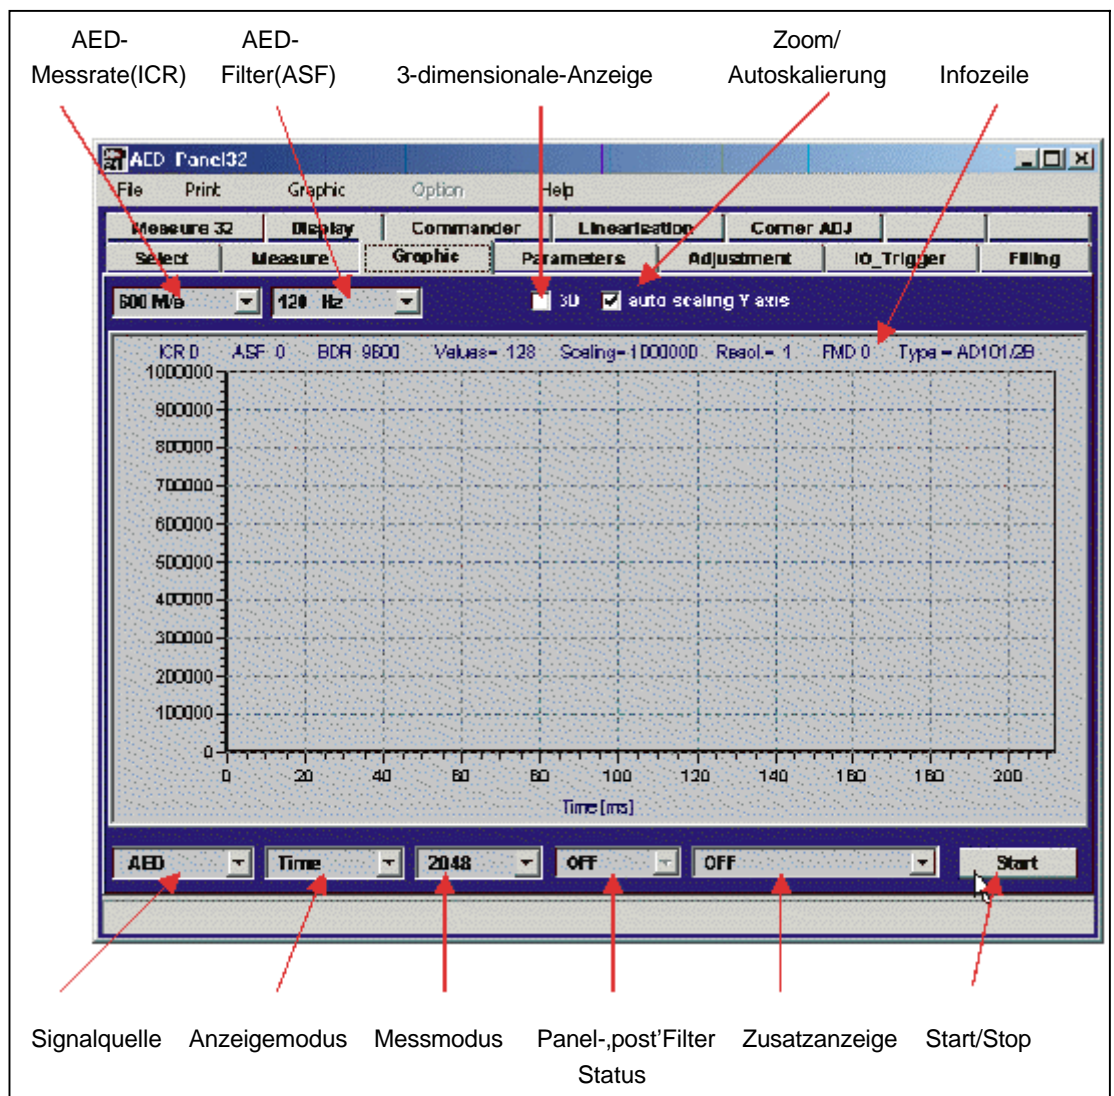 AED-
Messrate(ICR)
AED-
Filter(ASF)
3-dimensionale-Anzeige
Zoom/
Autoskalierung
Infozeile
AED Panel32
File Print Graphic Option Help
Measure 32 Display Commander Linearisation Corner ADJ
Select Measure Graphic Parameters Adjustment IO_Trigger Filling
600 M/s 120 Hz 3D auto scaling Y axis
ICR 0 ASF 0 BDR 9600 Values= 128 Scaling= 1000000 Resol.= 1 FMD 0 Type = AD101/2B
1000000
900000
800000
700000
600000
500000
400000
300000
200000
100000
0
0 20 40 60 80 100 120 140 160 180 200
Time [ms]
AED Time 2048 OFF OFF Start
Signalquelle Anzeigemodus Messmodus Panel-,post'Filter Zusatzanzeige Start/Stop
Status